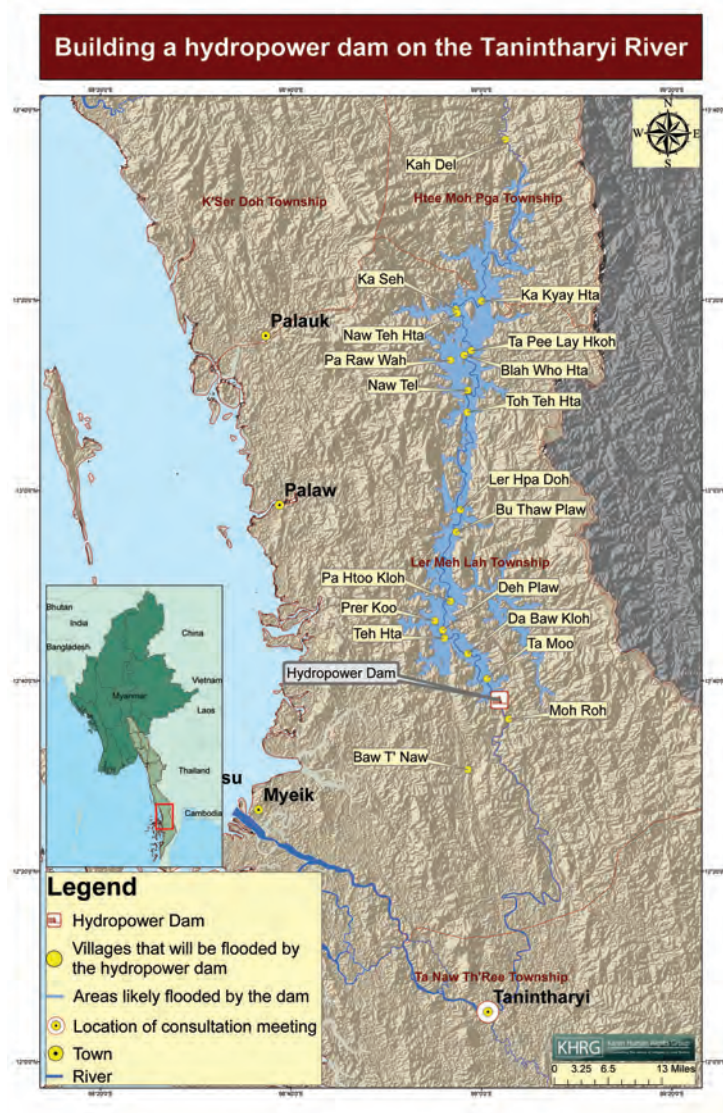 Building a hydropower dam on the Tanintharyi River
N
W
E
S
Kah Del
K'Ser Doh Township
Htee Moh Pga Township
Ka Seh
Ka Kyay Hta
Palauk
Naw Teh Hta
Ta Pee Lay Hkoh
Pa Raw Wah
Blah Who Hta
Naw Tel
Toh Teh Hta
Ler Hpa Doh
Palaw
Bu Thaw Plaw
Ler Meh Lah Township
Pa Htoo Kloh
Deh Plaw
Prer Koo
Da Baw Kloh
Teh Hta
Ta Moo
Hydropower Dam
Moh Roh
Baw T' Naw
su
Myeik
Bhutan
India
China
Bangladesh
Myanmar
Vietnam
Laos
Thailand
Cambodia
Legend
Hydropower Dam
Villages that will be flooded by
the hydropower dam
Areas likely flooded by the dam
Location of consultation meeting
Town
River
Ta Naw Th'Ree Township
Tanintharyi
KHRG Karen Human Rights Group
0 3.25 6.5 13 Miles